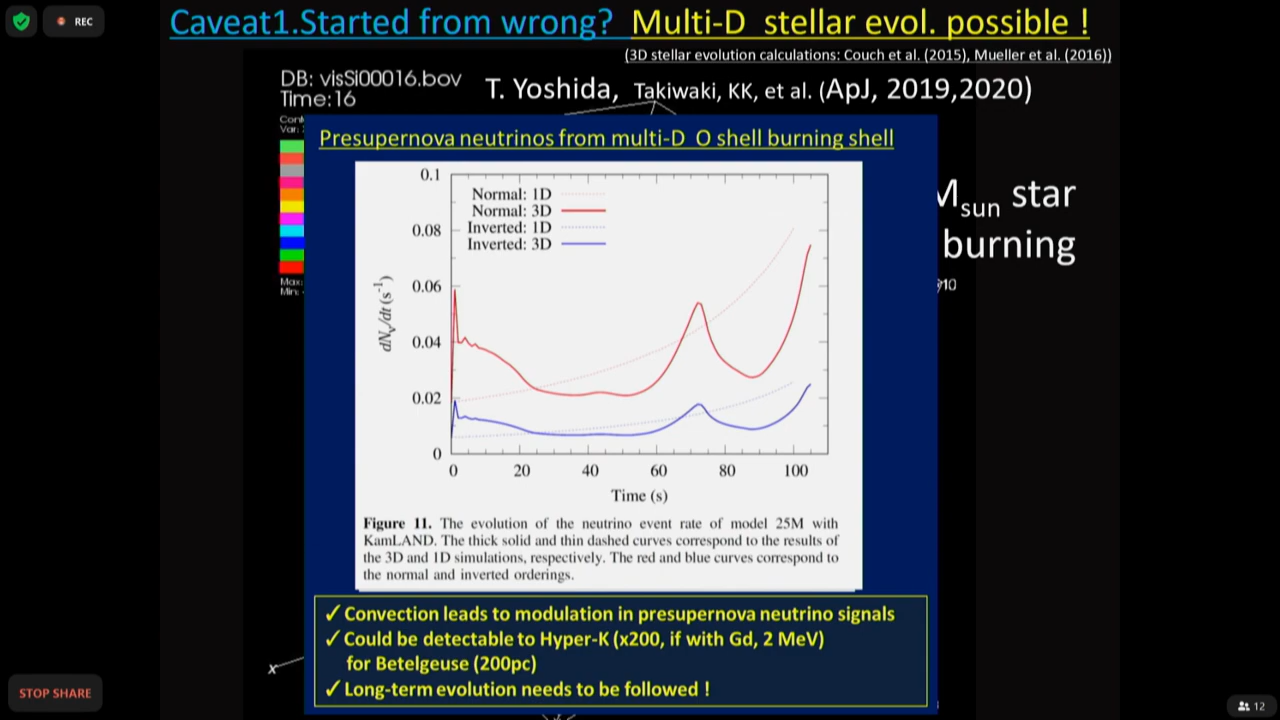 REC
Caveat1.Started from wrong? Multi-D stellar evol. possible !
(3D stellar evolution calculations: Couch et al. (2015), Mueller et al. (2016))
DB: visSi00016.bov
Time:16
T. Yoshida, Takiwaki, KK, et al. (ApJ, 2019,2020)
Var:
Presupernova neutrinos from multi-D O shell burning shell
sun star
burning
Max:
Min:
10
0.1
0.08
0.06
0.04
0.02
0
dNν/dt (s⁻¹)
Normal: 1D
Normal: 3D
Inverted: 1D
Inverted: 3D
0 20 40 60 80 100
Time (s)
Figure 11. The evolution of the neutrino event rate of model 25M with
KamLAND. The thick solid and thin dashed curves correspond to the results of
the 3D and 1D simulations, respectively. The red and blue curves correspond to
the normal and inverted orderings.
✓Convection leads to modulation in presupernova neutrino signals
✓Could be detectable to Hyper-K (x200, if with Gd, 2 MeV)
for Betelgeuse (200pc)
✓Long-term evolution needs to be followed !
x
STOP SHARE
12